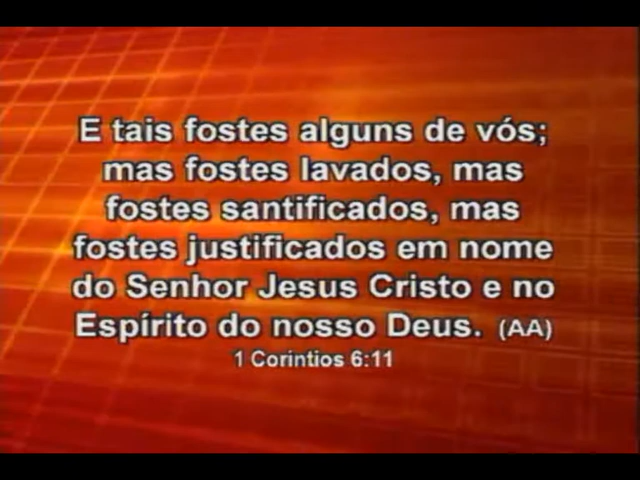 E tais fostes alguns de vós;
mas fostes lavados, mas
fostes santificados, mas
fostes justificados em nome
do Senhor Jesus Cristo e no
Espírito do nosso Deus. (AA)
1 Coríntios 6:11